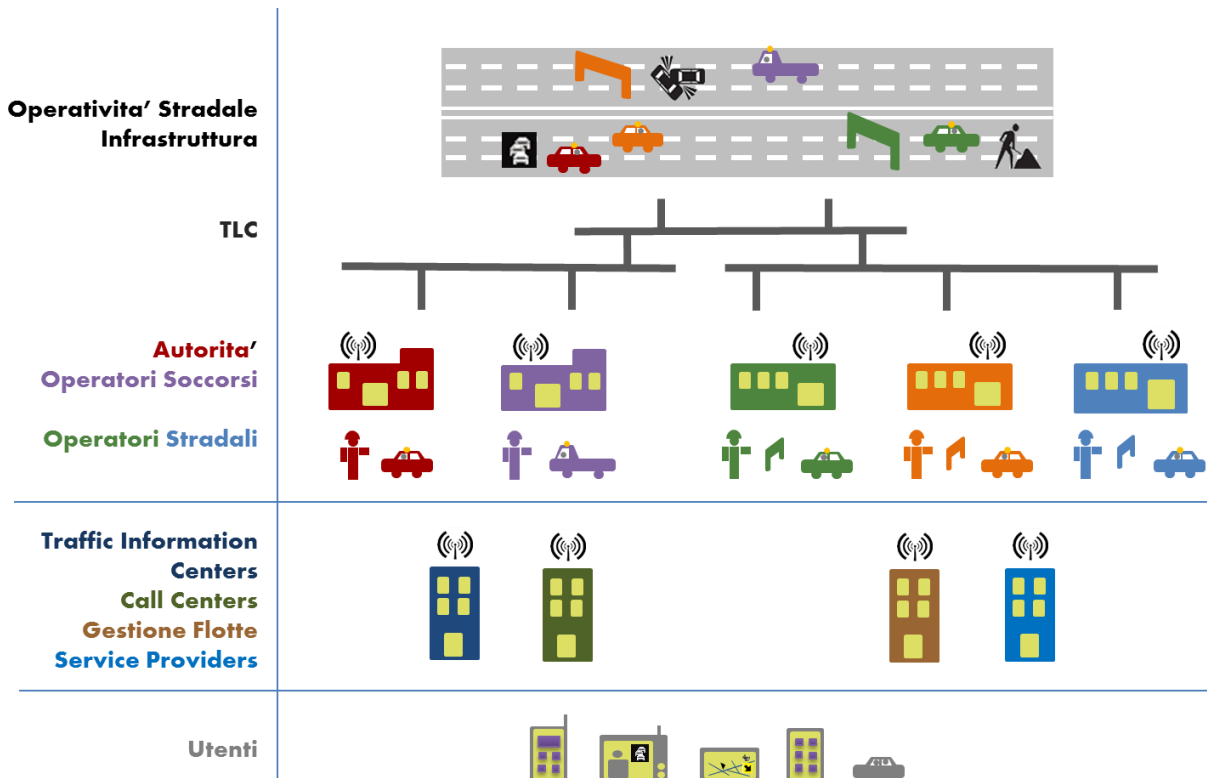 Operativita’ Stradale
Infrastruttura
TLC
Autorita’
Operatori Soccorsi
Operatori Stradali
Traffic Information
Centers
Call Centers
Gestione Flotte
Service Providers
Utenti